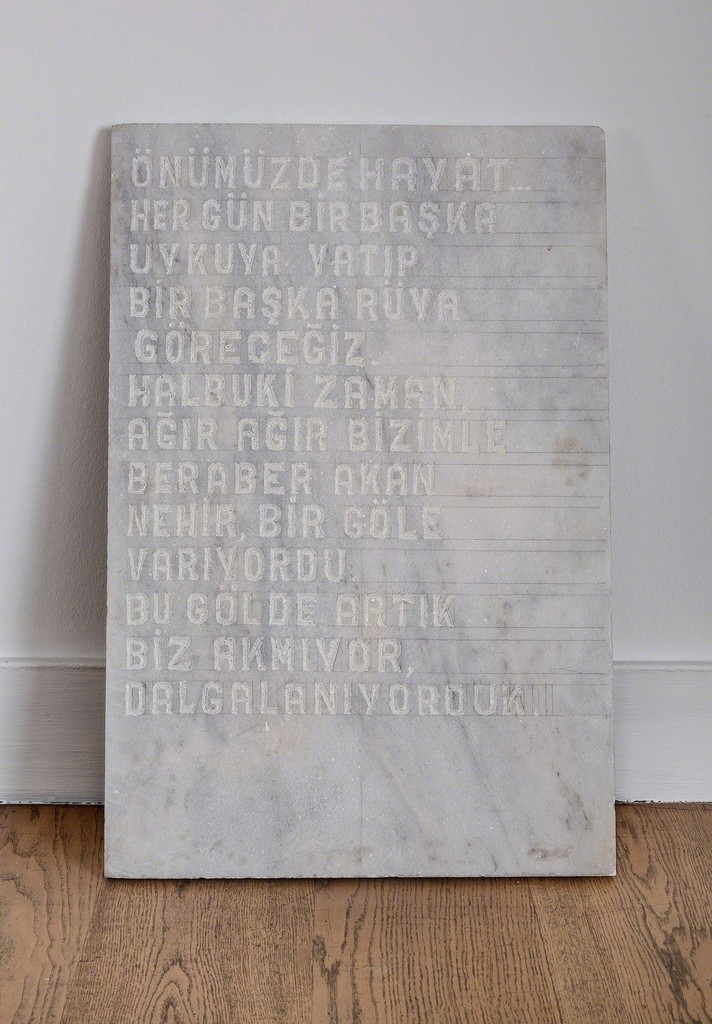 ÖNÜMÜZDE HAYAT...
HER GÜN BİR BAŞKA
UYKUYA YATIP
BİR BAŞKA RÜYA
GÖRECEĞİZ.
HALBUKİ ZAMAN,
AĞIR AĞIR BİZİMLE
BERABER AKAN
NEHİR, BİR GÖLE
VARIYORDU.
BU GÖLDE ARTIK
BİZ AKMIYOR,
DALGALANIYORDUK!!